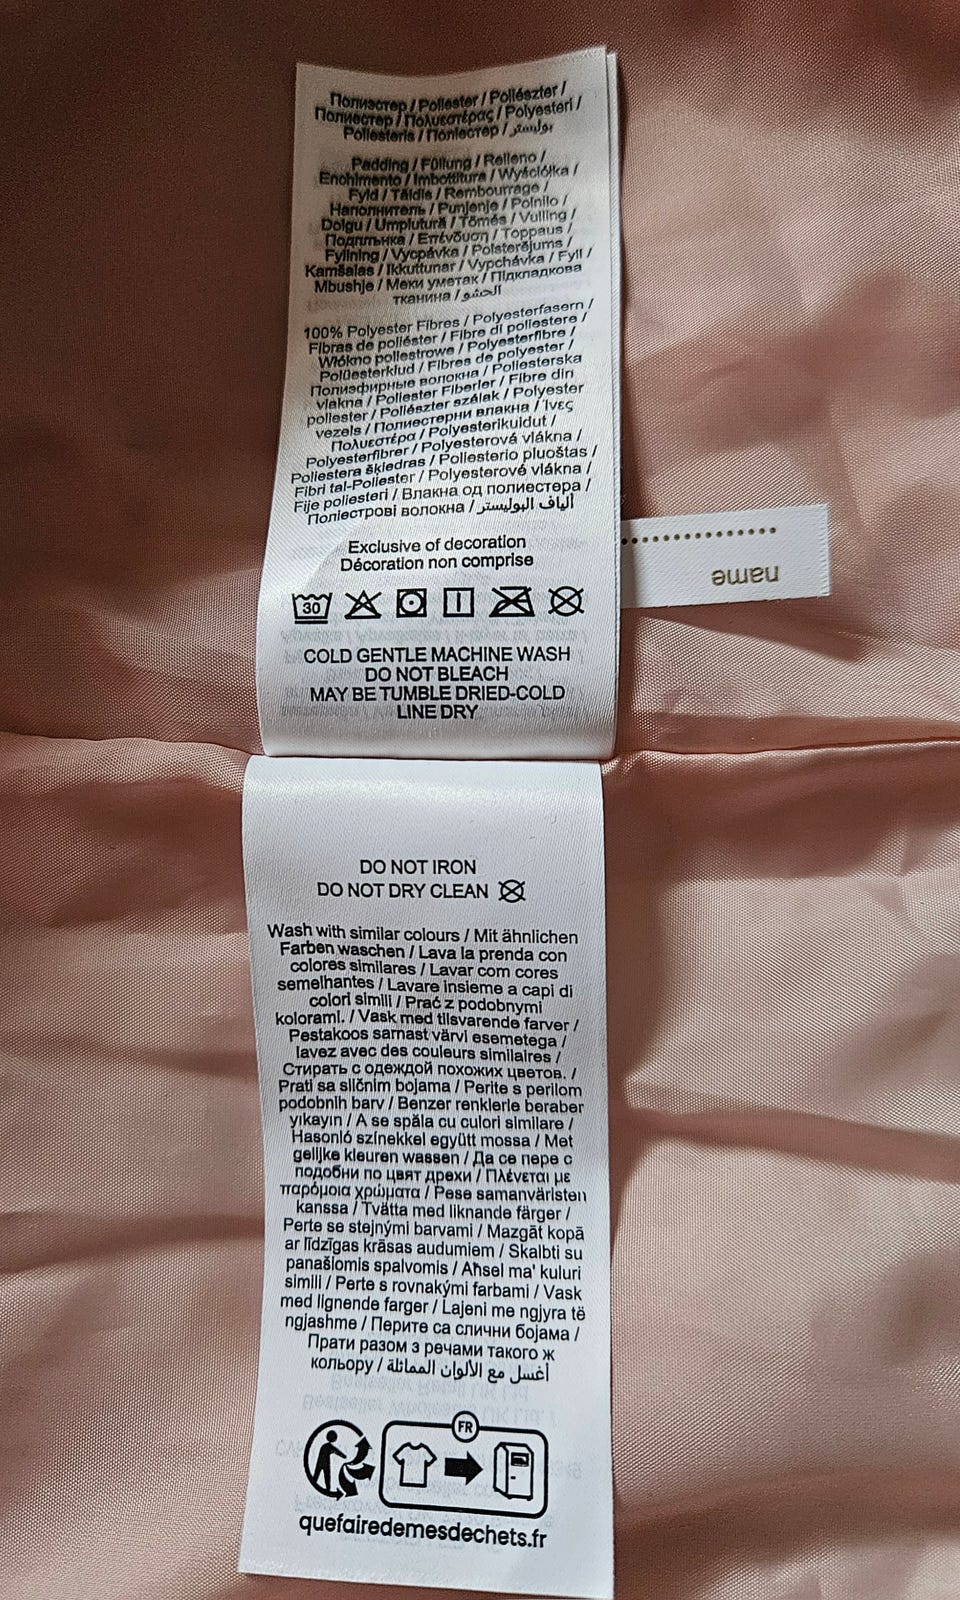 Полиэстер / Poliester / Poliészter /
Полиестер / Πολυεστέρας / Polyesteri /
Poliesteris / Поліестер / بوليستر
Padding / Füllung / Relleno /
Enchimento / Imbottitura / Wyściółka /
Fyld / Täidis / Rembourrage /
Наполнитель / Punjenje / Polnilo /
Dolgu / Umplutură / Tömés / Vulling /
Подплънка / Επένδυση / Toppaus /
Fyllning / Vycpávka / Polsterējums /
Kamšalas / Ikkuttunar / Vypchávka / Fyll /
Mbushje / Меки уметак / Підкладкова
тканина / الحشو
100% Polyester Fibres / Polyesterfasern /
Fibras de poliéster / Fibre di poliestere /
Włókno poliestrowe / Polyesterfibre /
Polüesterkiud / Fibres de polyester /
Полиэфирные волокна / Poliesterska
vlakna / Poliester Fiberler / Fibre din
poliester / Poliészter szálak / Polyester
vezels / Полиестерни влакна / Ίνες
Πολυεστέρα / Polyesterikuidut /
Polyesterfibrer / Polyesterová vlákna /
Poliestera šķiedras / Poliesterio pluoštas /
Fibri tal-Poliester / Polyesterové vlákna /
Fije poliesteri / Влакна од полиестера /
Поліестрові волокна / ألياف البوليستر
Exclusive of decoration
Décoration non comprise
30
COLD GENTLE MACHINE WASH
DO NOT BLEACH
MAY BE TUMBLE DRIED-COLD
LINE DRY
name
DO NOT IRON
DO NOT DRY CLEAN
Wash with similar colours / Mit ähnlichen
Farben waschen / Lava la prenda con
colores similares / Lavar com cores
semelhantes / Lavare insieme a capi di
colori simili / Prać z podobnymi
kolorami. / Vask med tilsvarende farver /
Pestakoos sarnast värvi esemetega /
lavez avec des couleurs similaires /
Стирать с одеждой похожих цветов. /
Prati sa sličnim bojama / Perite s perilom
podobnih barv / Benzer renklerle beraber
yıkayın / A se spăla cu culori similare /
Hasonló színekkel együtt mossa / Met
gelijke kleuren wassen / Да се пере с
подобни по цвят дрехи / Πλένεται με
παρόμοια χρώματα / Pese samanväristen
kanssa / Tvätta med liknande färger /
Perte se stejnými barvami / Mazgāt kopā
ar līdzīgas krāsas audumiem / Skalbti su
panašiomis spalvomis / Aħsel ma' kuluri
simili / Perte s rovnakými farbami / Vask
med lignende farger / Lajeni me ngjyra të
ngjashme / Перите са слични бојама /
Прати разом з речами такого ж
кольору / أغسل مع الألوان المماثلة
FR
quefairedemesdechets.fr